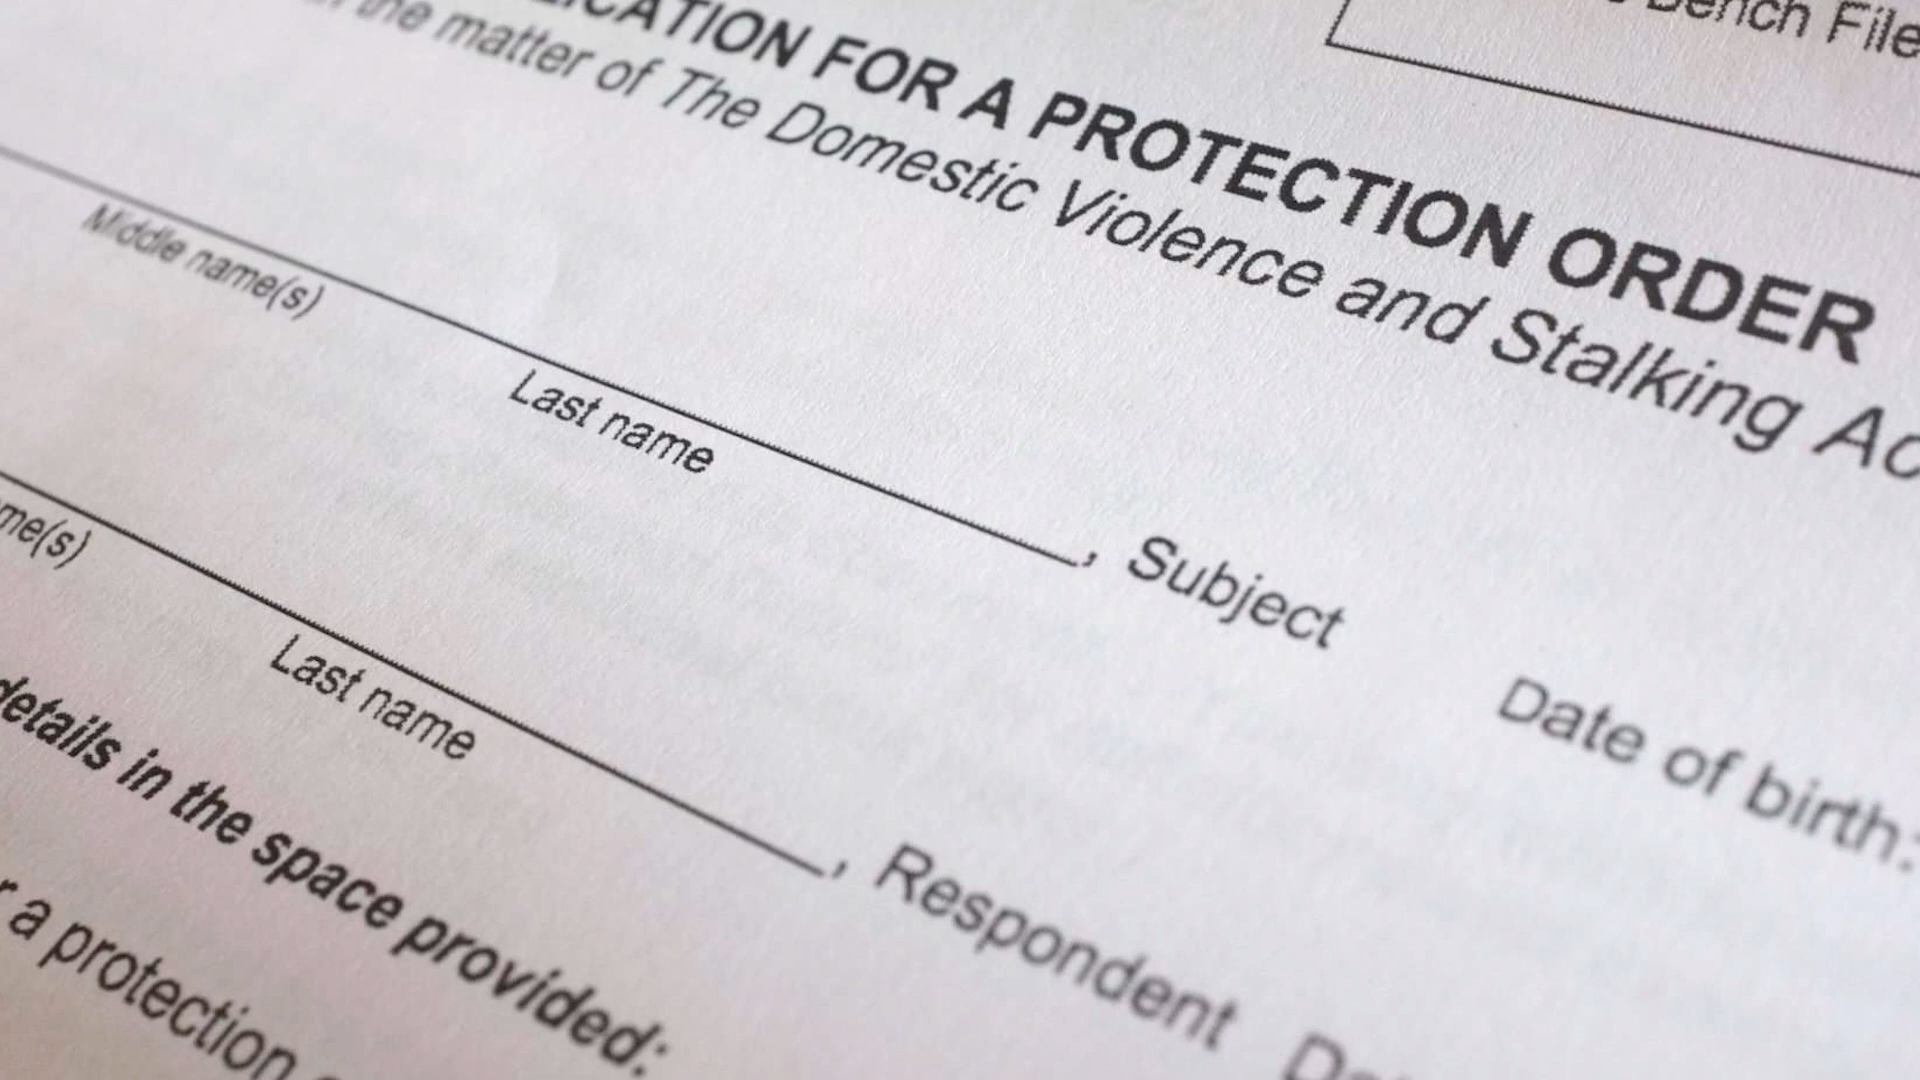 Bench File
ICATION FOR A PROTECTION ORDER
the matter of The Domestic Violence and Stalking Ac
Middle name(s)
Last name
, Subject
Date of birth:
me(s)
Last name
, Respondent
details in the space provided:
r a protection